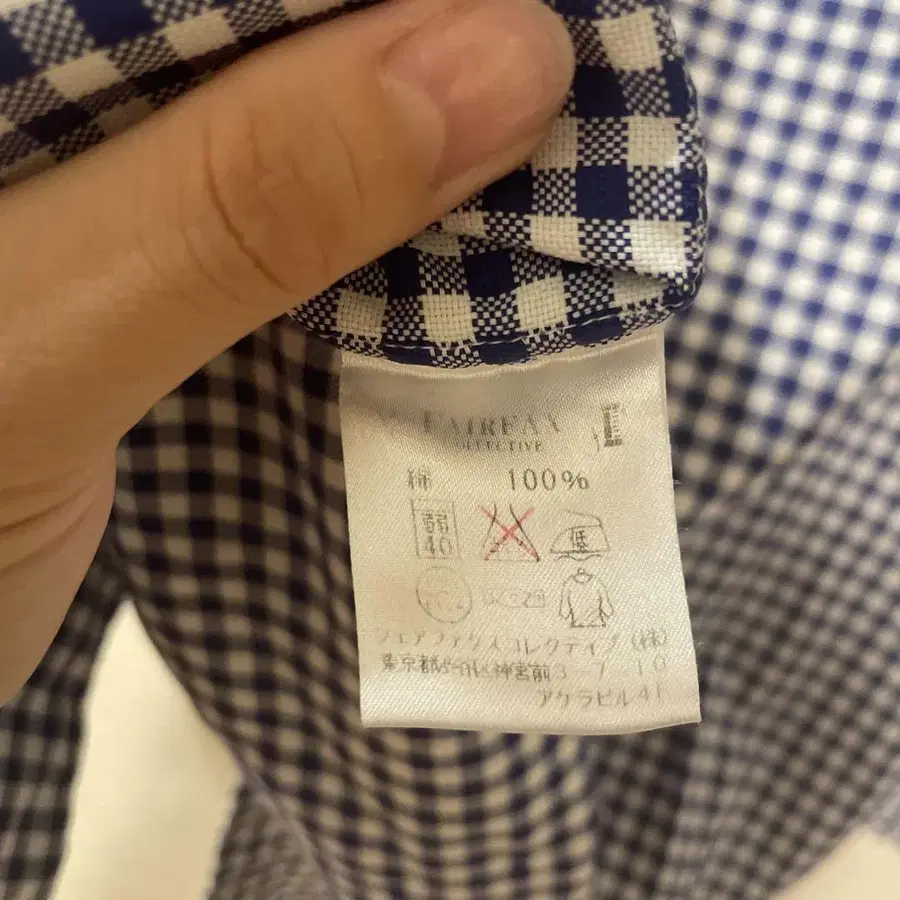 FAIRFAX
COLLECTIVE
綿 100%
弱
40
低
フェアファクスコレクティブ (株)
東京都渋谷区神宮前3-7-10
アケラビル4F